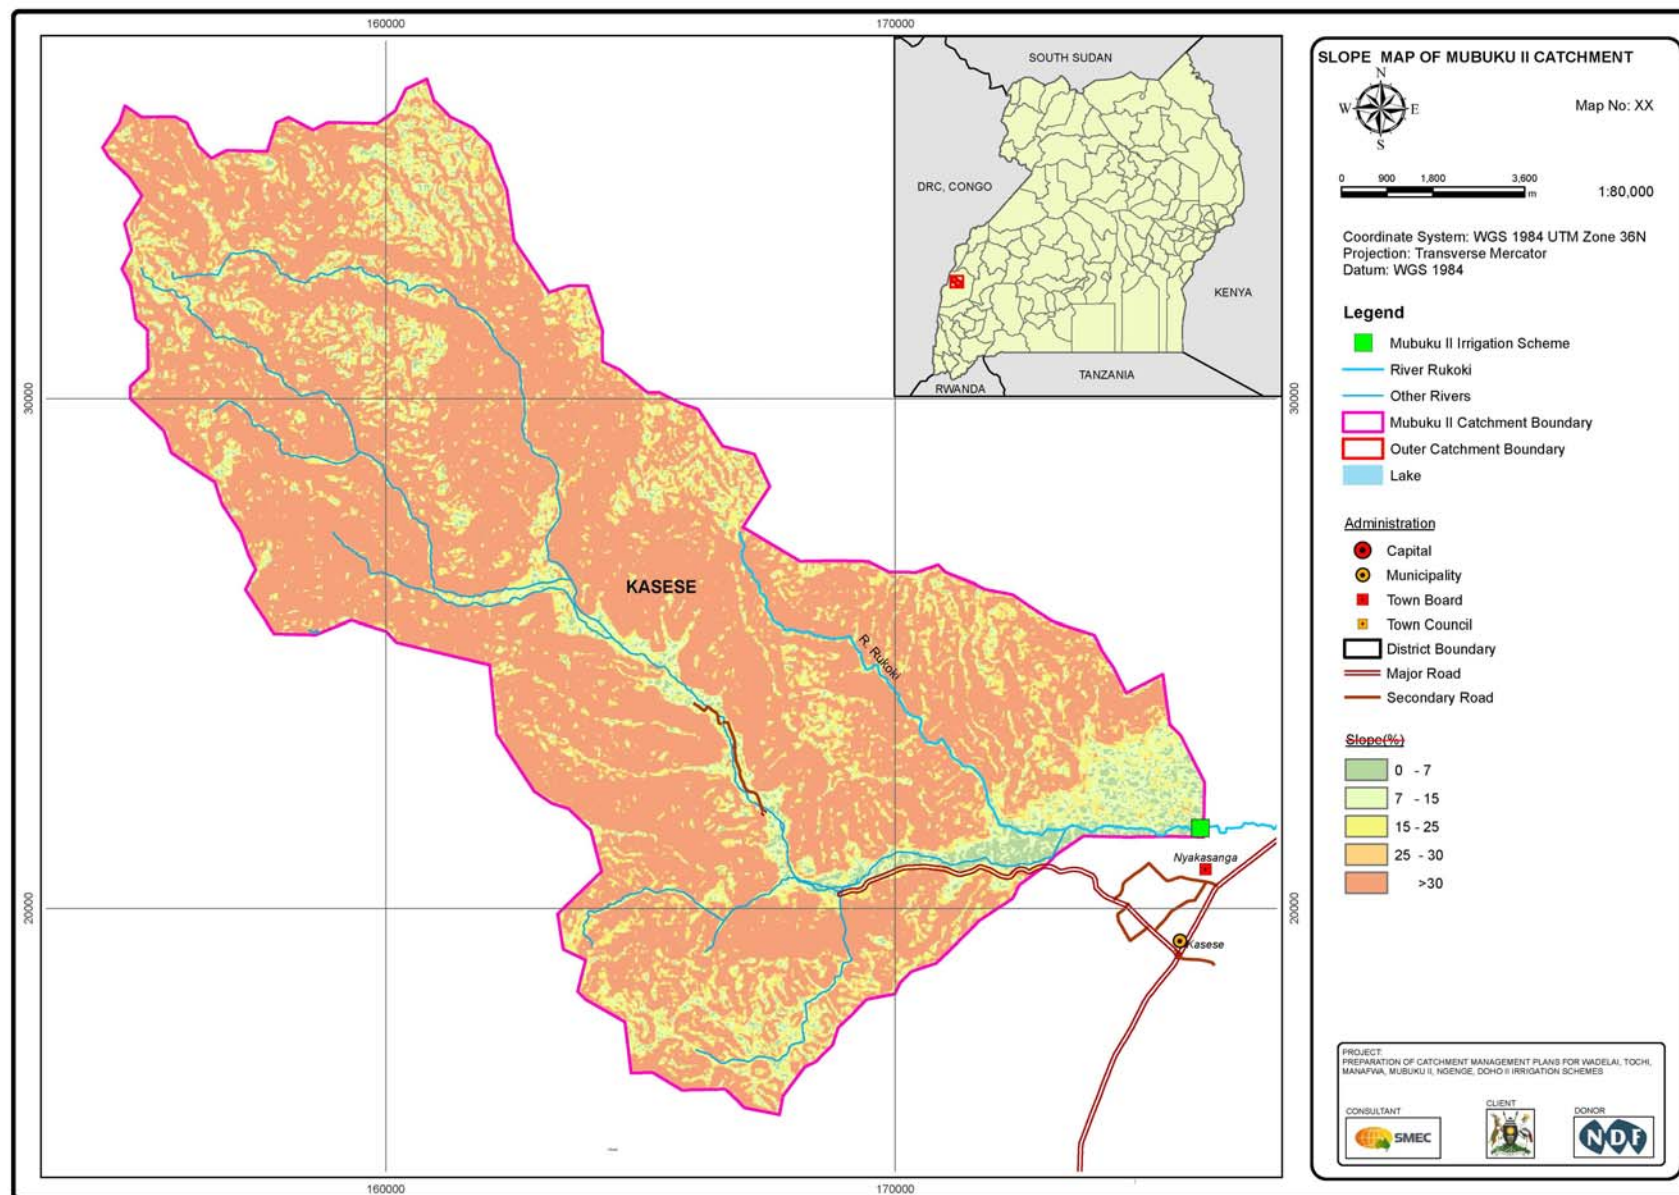 160000
170000
SOUTH SUDAN
DRC, CONGO
KENYA
TANZANIA
RWANDA
30000
30000
KASESE
R. Rukoki
Nyakasanga
Kasese
20000
20000
160000
170000
SLOPE MAP OF MUBUKU II CATCHMENT
N
W E
S
Map No: XX
0 900 1,800 3,600
m
1:80,000
Coordinate System: WGS 1984 UTM Zone 36N
Projection: Transverse Mercator
Datum: WGS 1984
Legend
Mubuku II Irrigation Scheme
River Rukoki
Other Rivers
Mubuku II Catchment Boundary
Outer Catchment Boundary
Lake
Administration
Capital
Municipality
Town Board
Town Council
District Boundary
Major Road
Secondary Road
Slope(%)
0 - 7
7 - 15
15 - 25
25 - 30
>30
PROJECT:
PREPARATION OF CATCHMENT MANAGEMENT PLANS FOR WADELAI, TOCHI,
MANAFWA, MUBUKU II, NGENGE, DOHO II IRRIGATION SCHEMES
CONSULTANT
CLIENT
DONOR
SMEC
NDF